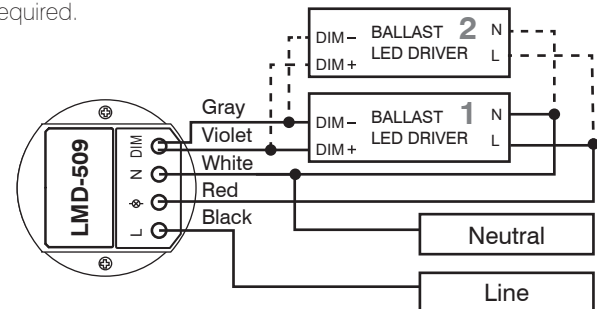 equired.
DIM– BALLAST 2 N
DIM+ LED DRIVER L
DIM– BALLAST 1 N
DIM+ LED DRIVER L
LMD-509
DIM
N
L
Gray
Violet
White
Red
Black
Neutral
Line